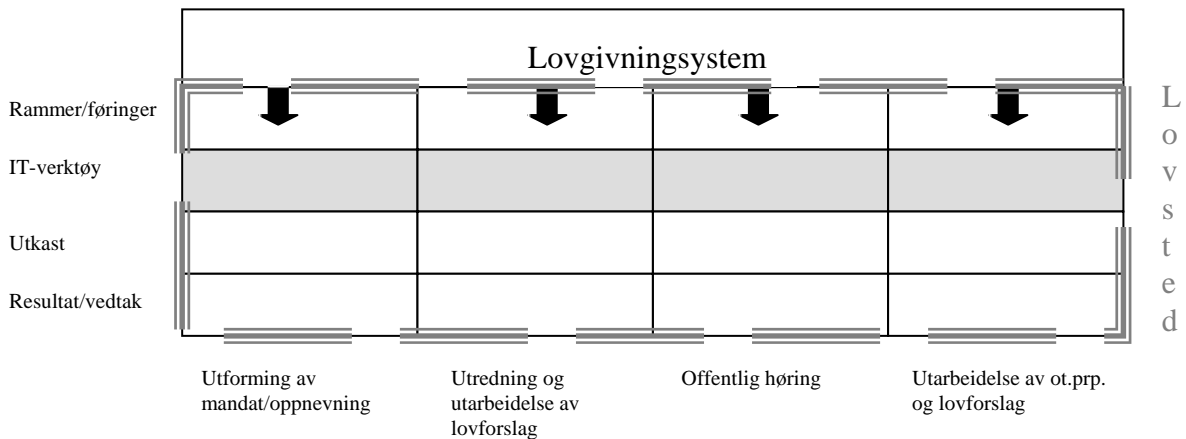 Lovgivningsystem
Rammer/føringer
IT-verktøy
Utkast
Resultat/vedtak
Lovsted
Utforming av
mandat/oppnevning
Utredning og
utarbeidelse av
lovforslag
Offentlig høring
Utarbeidelse av ot.prp.
og lovforslag